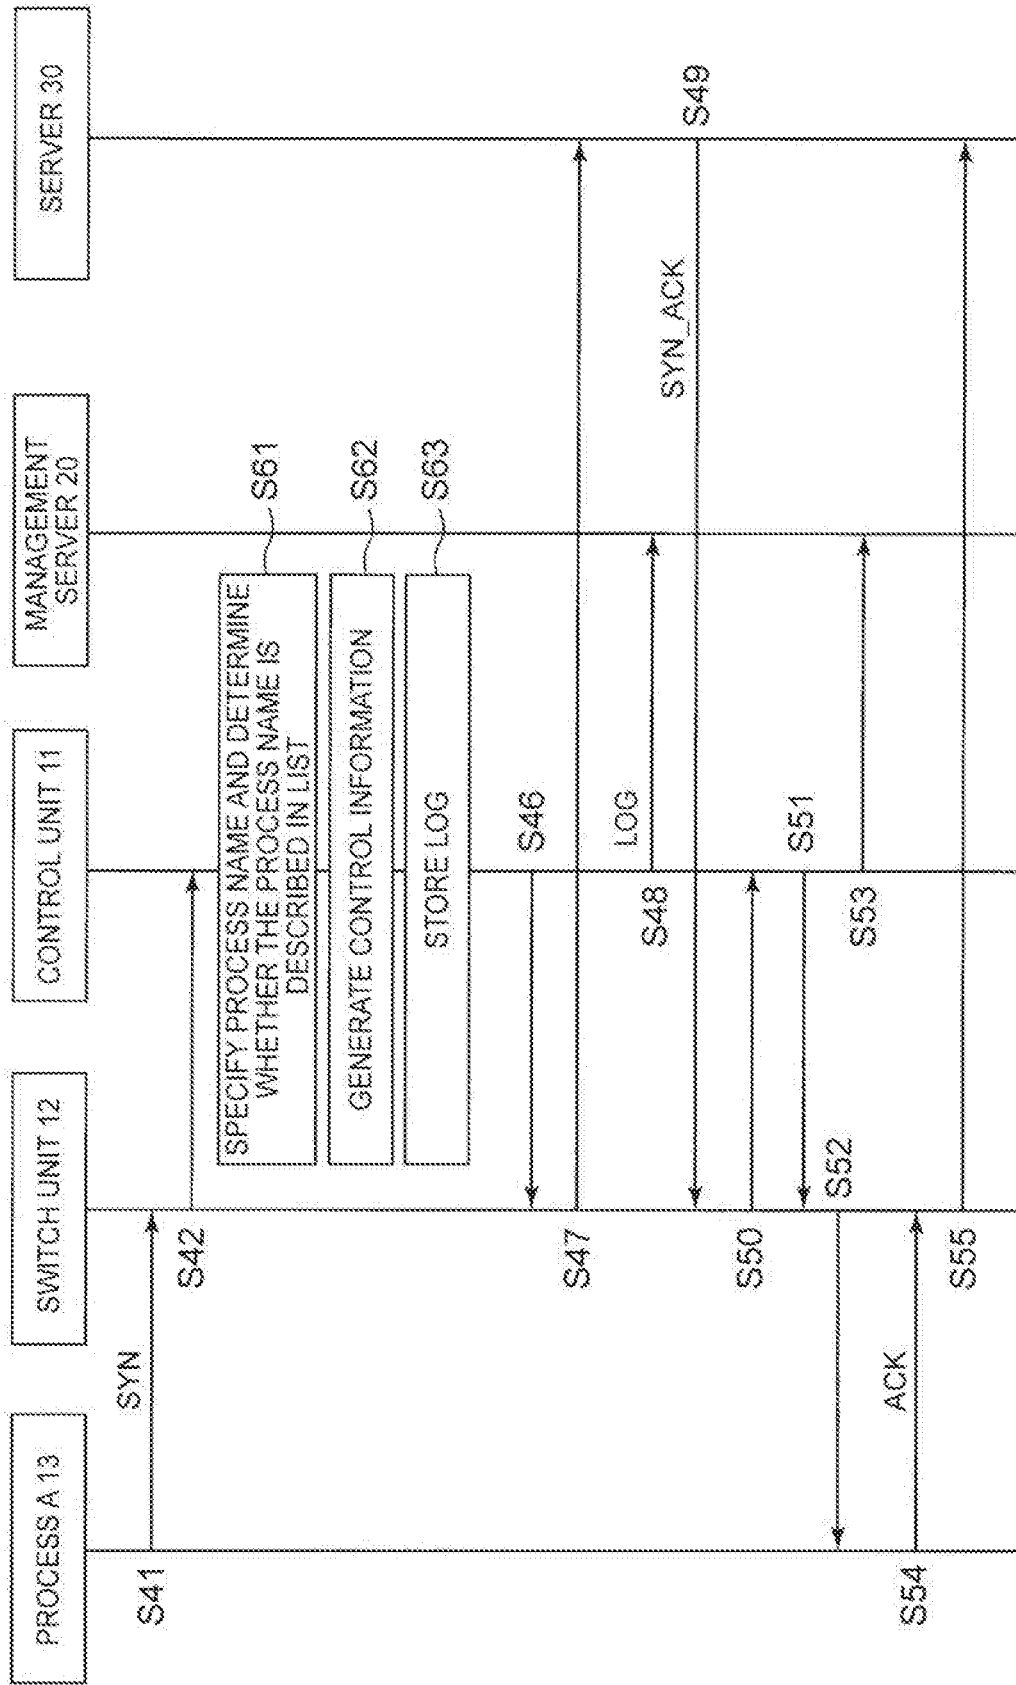 PROCESS A 13
SWITCH UNIT 12
CONTROL UNIT 11
MANAGEMENT
SERVER 20
SERVER 30
S41
SYN
S42
SPECIFY PROCESS NAME AND DETERMINE
WHETHER THE PROCESS NAME IS
DESCRIBED IN LIST
S61
GENERATE CONTROL INFORMATION
S62
STORE LOG
S63
S46
S47
S48
LOG
SYN_ACK
S49
S50
S51
S52
S53
S54
ACK
S55